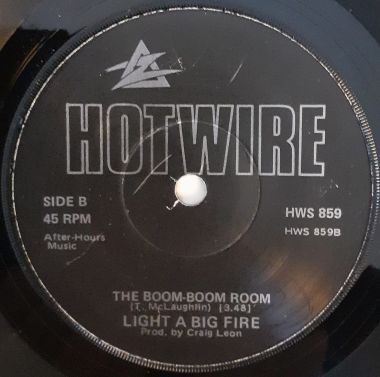 HOTWIRE
SIDE B
45 RPM
After-Hours
Music
HWS 859
HWS 859B
THE BOOM-BOOM ROOM
(T. McLaughlin) [3.48]
LIGHT A BIG FIRE
Prod. by Craig Leon